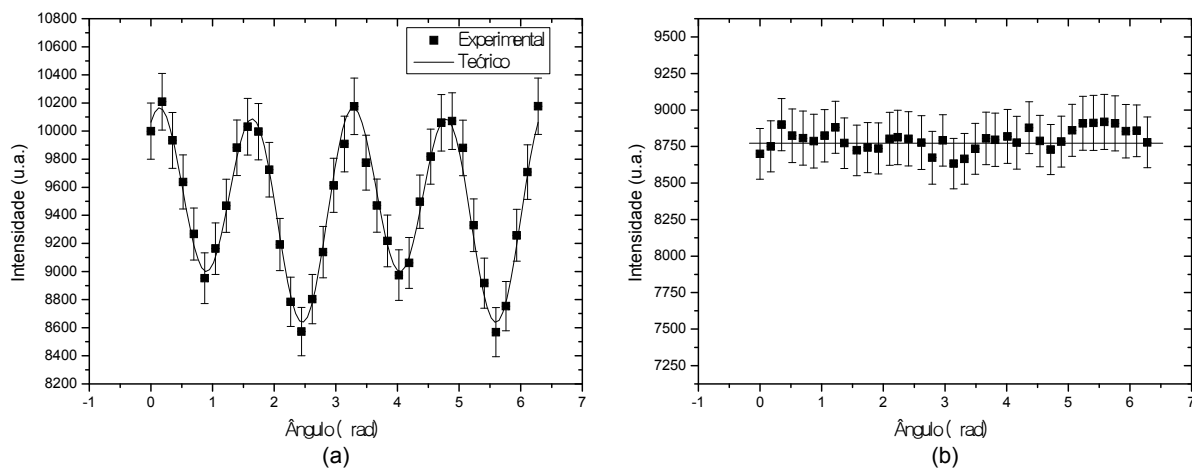 10800
10600
10400
10200
10000
9800
9600
9400
9200
9000
8800
8600
8400
8200
Intensidade (u.a.)
Experimental
Teórico
-1 0 1 2 3 4 5 6 7
Ângulo ( rad)
(a)
9500
9250
9000
8750
8500
8250
8000
7750
7500
7250
Intensidade (u.a.)
-1 0 1 2 3 4 5 6 7
Ângulo ( rad)
(b)